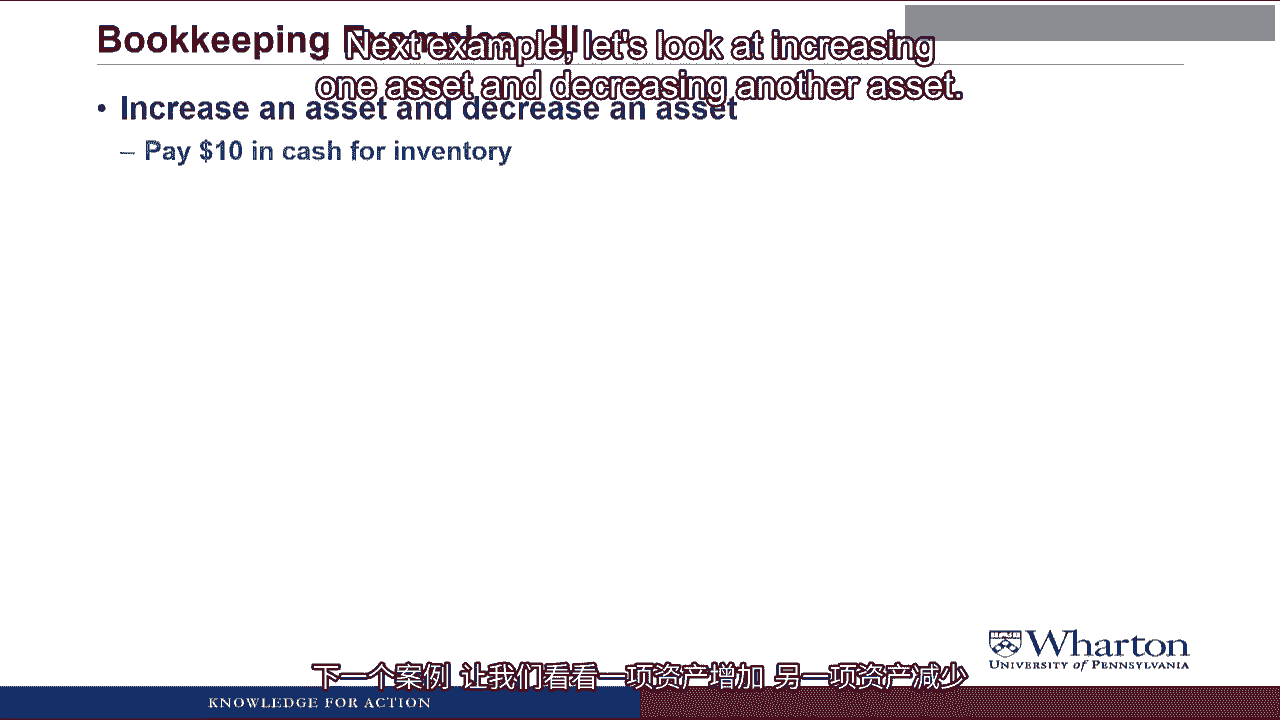 Bookkeeping Examples III
Next example, let's look at increasing
one asset and decreasing another asset.
• Increase an asset and decrease an asset
– Pay $10 in cash for inventory
Wharton
UNIVERSITY of PENNSYLVANIA
下一个案例 让我们看看一项资产增加 另一项资产减少
KNOWLEDGE FOR ACTION